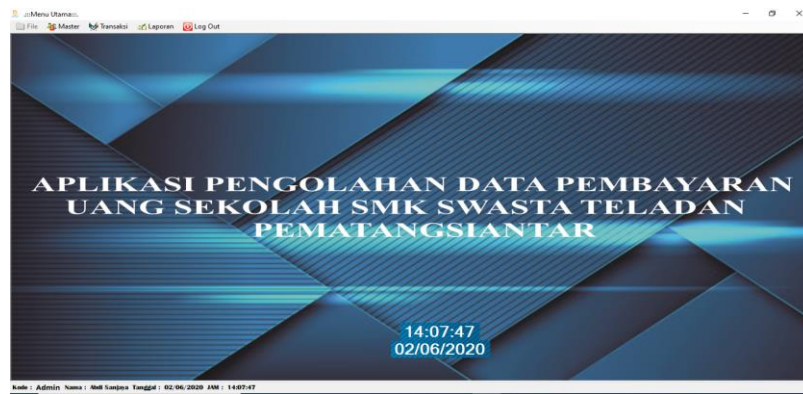 .::Menu Utama::.
File Master Transaksi Laporan Log Out
APLIKASI PENGOLAHAN DATA PEMBAYARAN
UANG SEKOLAH SMK SWASTA TELADAN
PEMATANGSIANTAR
14:07:47
02/06/2020
Kode : Admin Nama : Abdi Sanjaya Tanggal : 02/06/2020 JAM : 14:07:47